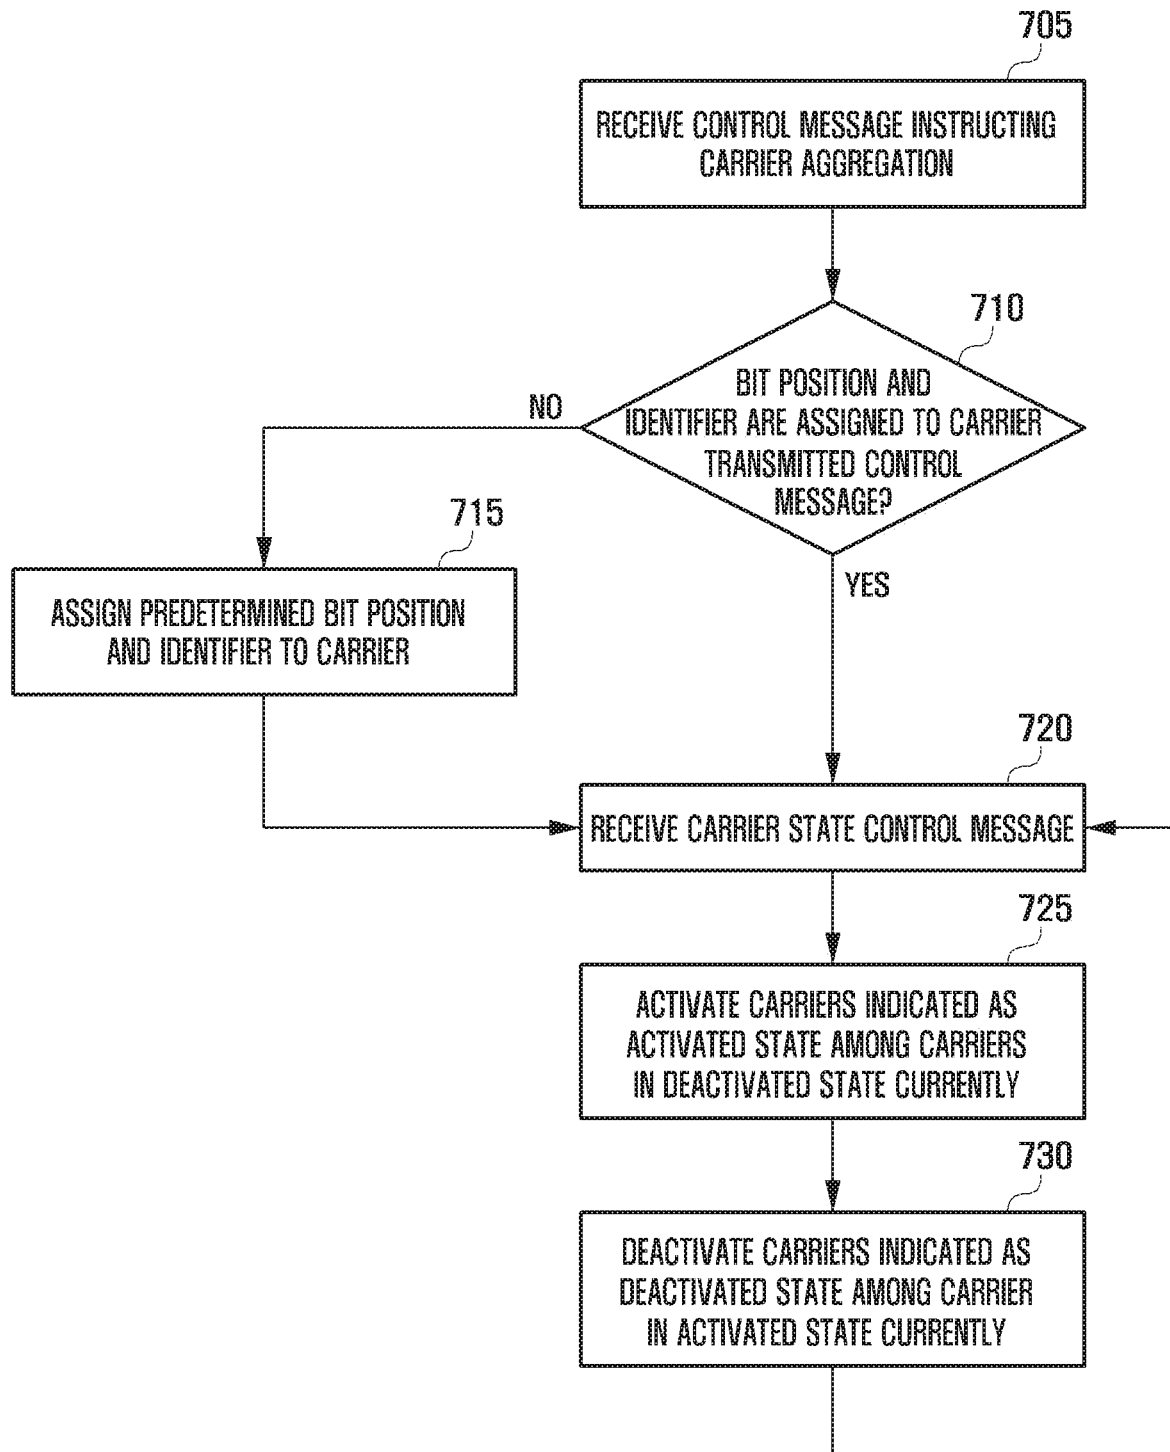 705
RECEIVE CONTROL MESSAGE INSTRUCTING
CARRIER AGGREGATION
710
BIT POSITION AND
IDENTIFIER ARE ASSIGNED TO CARRIER
TRANSMITTED CONTROL
MESSAGE?
NO
YES
715
ASSIGN PREDETERMINED BIT POSITION
AND IDENTIFIER TO CARRIER
720
RECEIVE CARRIER STATE CONTROL MESSAGE
725
ACTIVATE CARRIERS INDICATED AS
ACTIVATED STATE AMONG CARRIERS
IN DEACTIVATED STATE CURRENTLY
730
DEACTIVATE CARRIERS INDICATED AS
DEACTIVATED STATE AMONG CARRIER
IN ACTIVATED STATE CURRENTLY